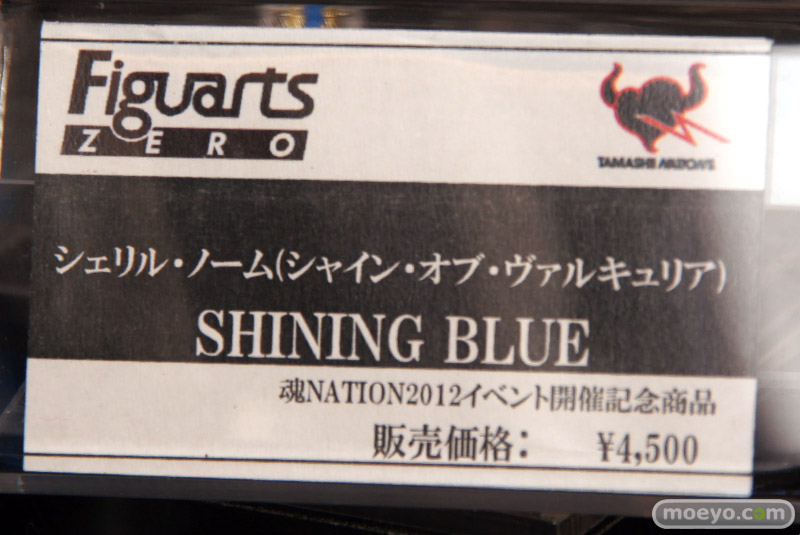 Figuarts
ZERO
TAMASHII NATIONS
シェリル・ノーム(シャイン・オブ・ヴァルキュリア)
SHINING BLUE
魂NATION2012イベント開催記念商品
販売価格: ¥4,500
moeyo.com